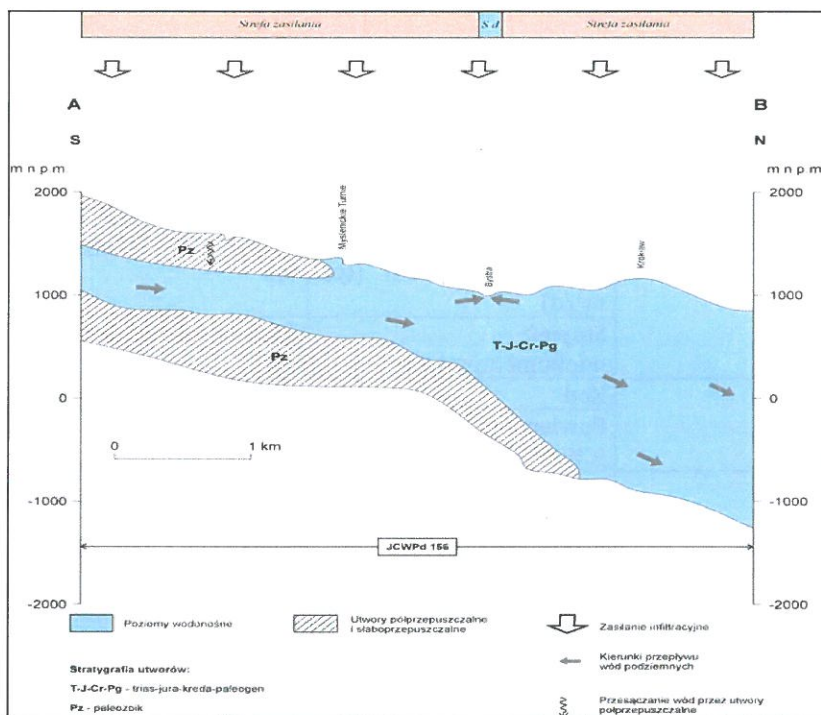 Strefa zasilania S d Strefa zasilania
A B
S N
m n p m m n p m
2000 2000
Pz
Myślenickie Turnie
Bystra
Krokiew
1000 1000
T-J-Cr-Pg
Pz
0 0
0 1 km
-1000 -1000
JCWPd 156
-2000 -2000
Poziomy wodonośne
Utwory półprzepuszczalne
i słaboprzepuszczalne
Zasilanie infiltracyjne
Kierunki przepływu
wód podziemnych
Stratygrafia utworów:
T-J-Cr-Pg - trias-jura-kreda-paleogen
Pz - paleozoik
Przesączanie wód przez utwory
półprzepuszczalne